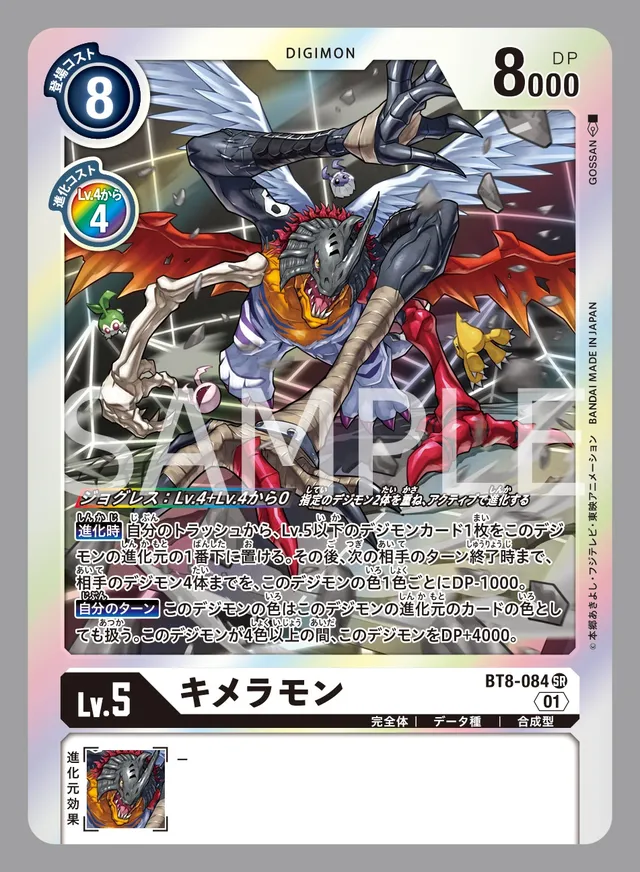 DIGIMON
登場コスト
8
DP
8000
進化コスト
Lv.4から
4
GOSSAN
BANDAI MADE IN JAPAN
© 本郷あきよし・フジテレビ・東映アニメーション
SAMPLE
ジョグレス：Lv.4+Lv.4から0 指定のデジモン2体を重ね、アクティブで進化する
進化時 自分のトラッシュから、Lv.5以下のデジモンカード1枚をこのデジ
モンの進化元の1番下に置ける。その後、次の相手のターン終了時まで、
相手のデジモン4体までを、このデジモンの色1色ごとにDP-1000。
自分のターン このデジモンの色はこのデジモンの進化元のカードの色とし
ても扱う。このデジモンが4色以上の間、このデジモンをDP+4000。
Lv.5
キメラモン
BT8-084 SR
01
完全体 | データ種 | 合成型
進化元効果
–